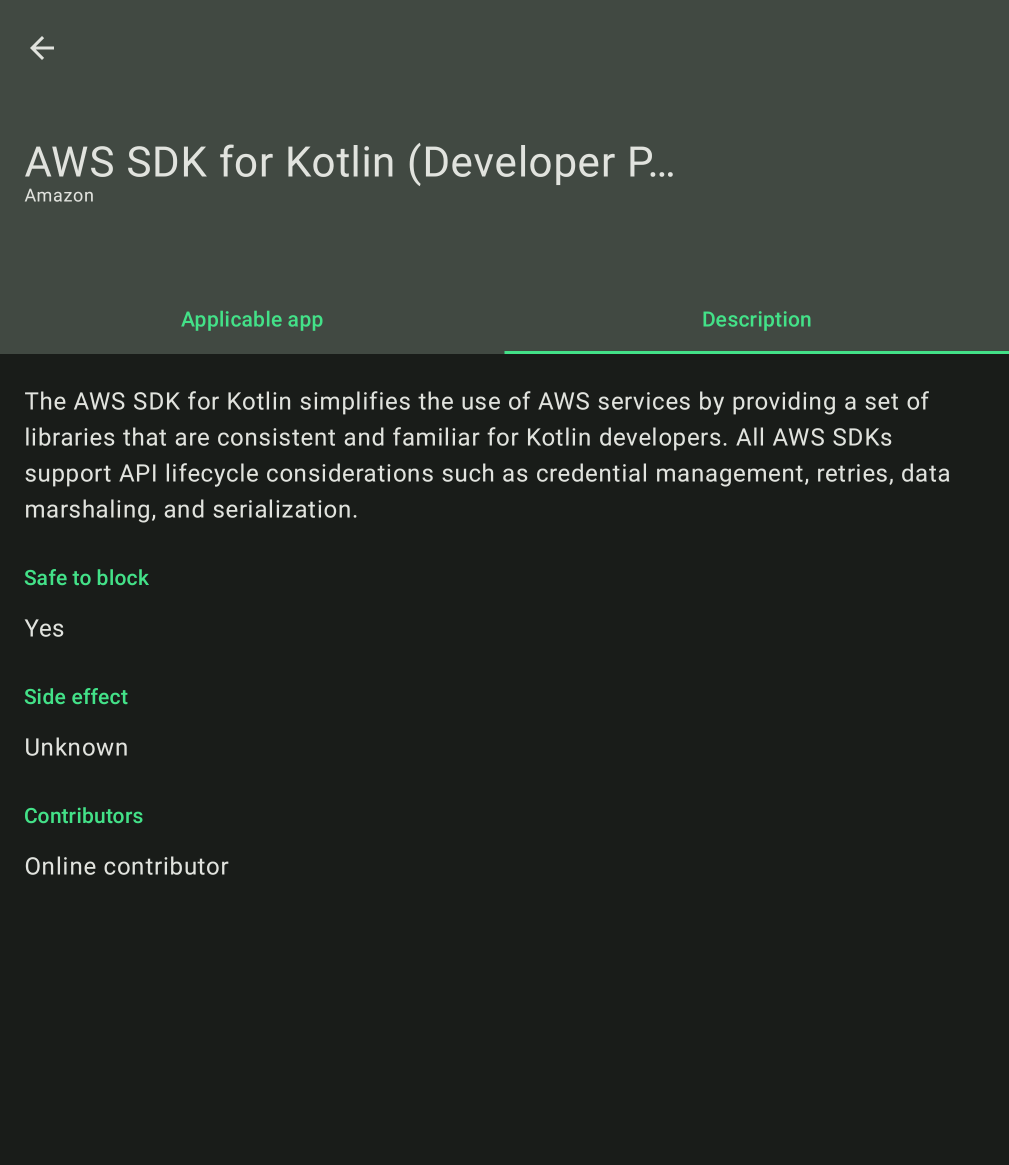 AWS SDK for Kotlin (Developer P...
Amazon
Applicable app
Description
The AWS SDK for Kotlin simplifies the use of AWS services by providing a set of
libraries that are consistent and familiar for Kotlin developers. All AWS SDKs
support API lifecycle considerations such as credential management, retries, data
marshaling, and serialization.
Safe to block
Yes
Side effect
Unknown
Contributors
Online contributor